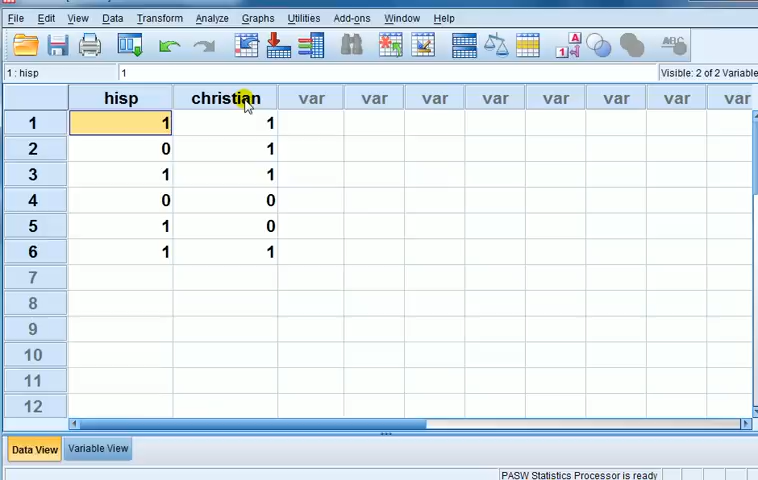 File Edit View Data Transform Analyze Graphs Utilities Add-ons Window Help
1 : hisp 1 Visible: 2 of 2 Variable
hisp christian var var var var var var var var
1 1 1
2 0 1
3 1 1
4 0 0
5 1 0
6 1 1
7
8
9
10
11
12
Data View Variable View
PASW Statistics Processor is ready